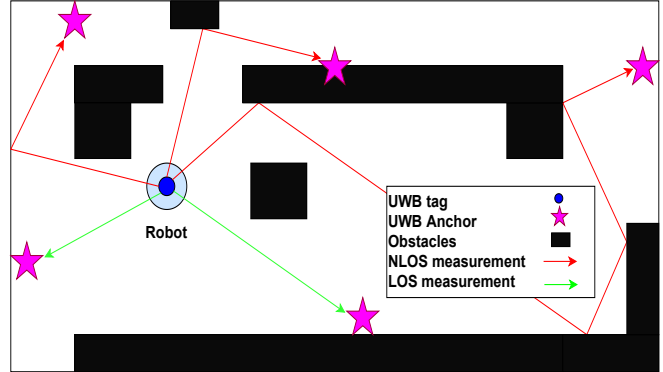 Robot
UWB tag
UWB Anchor
Obstacles
NLOS measurement
LOS measurement